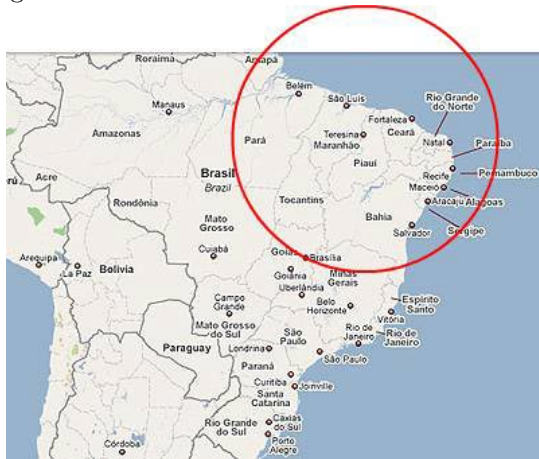 Roraima
Amapá
Belém
São Luis
Manaus
Fortaleza
Rio Grande
do Norte
Amazonas
Pará
Teresina
Ceará
Natal
Maranhão
Paraíba
Piauí
Acre
Brasil
Brazil
Recife
Pernambuco
Maceió
Rondônia
Tocantins
Aracaju
Alagoas
Mato
Grosso
Bahia
Salvador
Sergipe
Cuiabá
Goiás
Brasília
Arequipa
La Paz
Bolivia
Goiânia
Minas
Gerais
Uberlândia
Campo
Grande
Belo
Horizonte
Espírito
Santo
Vitória
Mato Grosso
do Sul
São
Paulo
Rio de
Janeiro
Rio de
Janeiro
Paraguay
Londrina
São Paulo
Paraná
Curitiba
Joinville
Santa
Catarina
Rio Grande
do Sul
Caxias
do Sul
Porto
Alegre
Córdoba